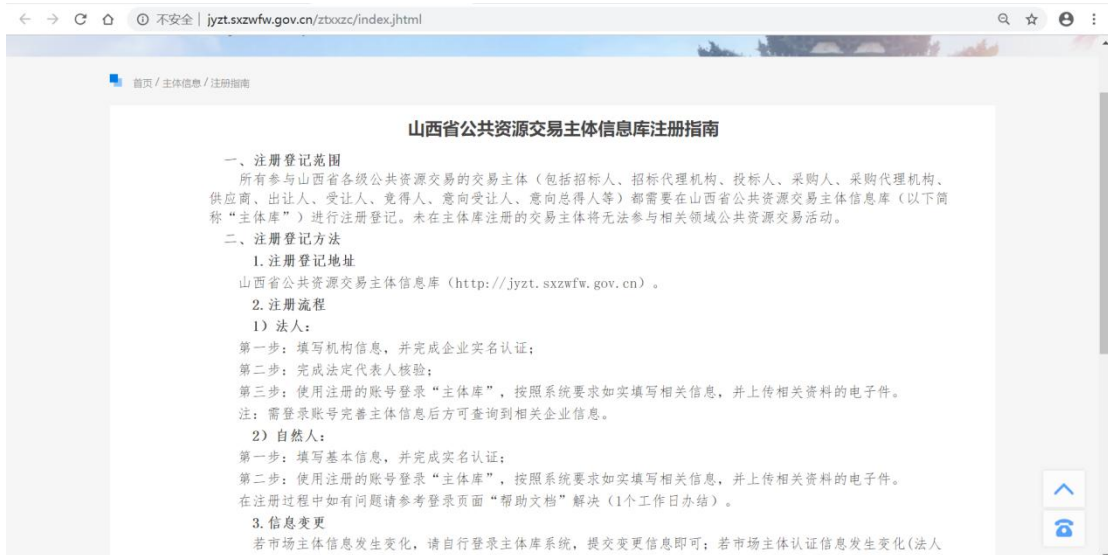 不安全 | jyzt.sxzwfw.gov.cn/ztxxzc/index.jhtml
首页 / 主体信息 / 注册指南
山西省公共资源交易主体信息库注册指南
一、注册登记范围
所有参与山西省各级公共资源交易的交易主体（包括招标人、招标代理机构、投标人、采购人、采购代理机构、
供应商、出让人、受让人、竞得人、意向受让人、意向总得人等）都需要在山西省公共资源交易主体信息库（以下简
称“主体库”）进行注册登记。未在主体库注册的交易主体将无法参与相关领域公共资源交易活动。
二、注册登记方法
1.注册登记地址
山西省公共资源交易主体信息库（http://jyzt.sxzwfw.gov.cn）。
2.注册流程
1）法人：
第一步：填写机构信息，并完成企业实名认证；
第二步：完成法定代表人核验；
第三步：使用注册的账号登录“主体库”，按照系统要求如实填写相关信息，并上传相关资料的电子件。
注：需登录账号完善主体信息后方可查询到相关企业信息。
2）自然人：
第一步：填写基本信息，并完成实名认证；
第二步：使用注册的账号登录“主体库”，按照系统要求如实填写相关信息，并上传相关资料的电子件。
在注册过程中如有问题请参考登录页面“帮助文档”解决（1个工作日办结）。
3.信息变更
若市场主体信息发生变化，请自行登录主体库系统，提交变更信息即可；若市场主体认证信息发生变化(法人